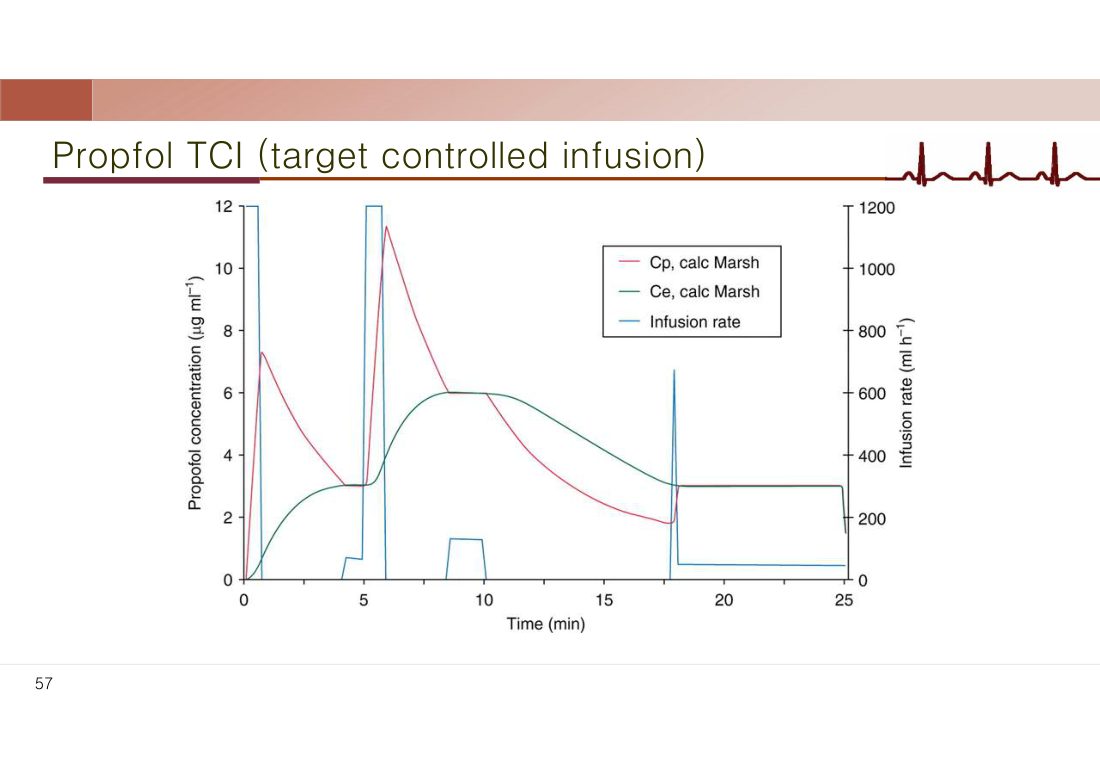 Propfol TCI (target controlled infusion)
12
10
8
6
4
2
0
Propofol concentration (μg ml⁻¹)
1200
1000
800
600
400
200
0
Infusion rate (ml h⁻¹)
Cp, calc Marsh
Ce, calc Marsh
Infusion rate
0 5 10 15 20 25
Time (min)
57